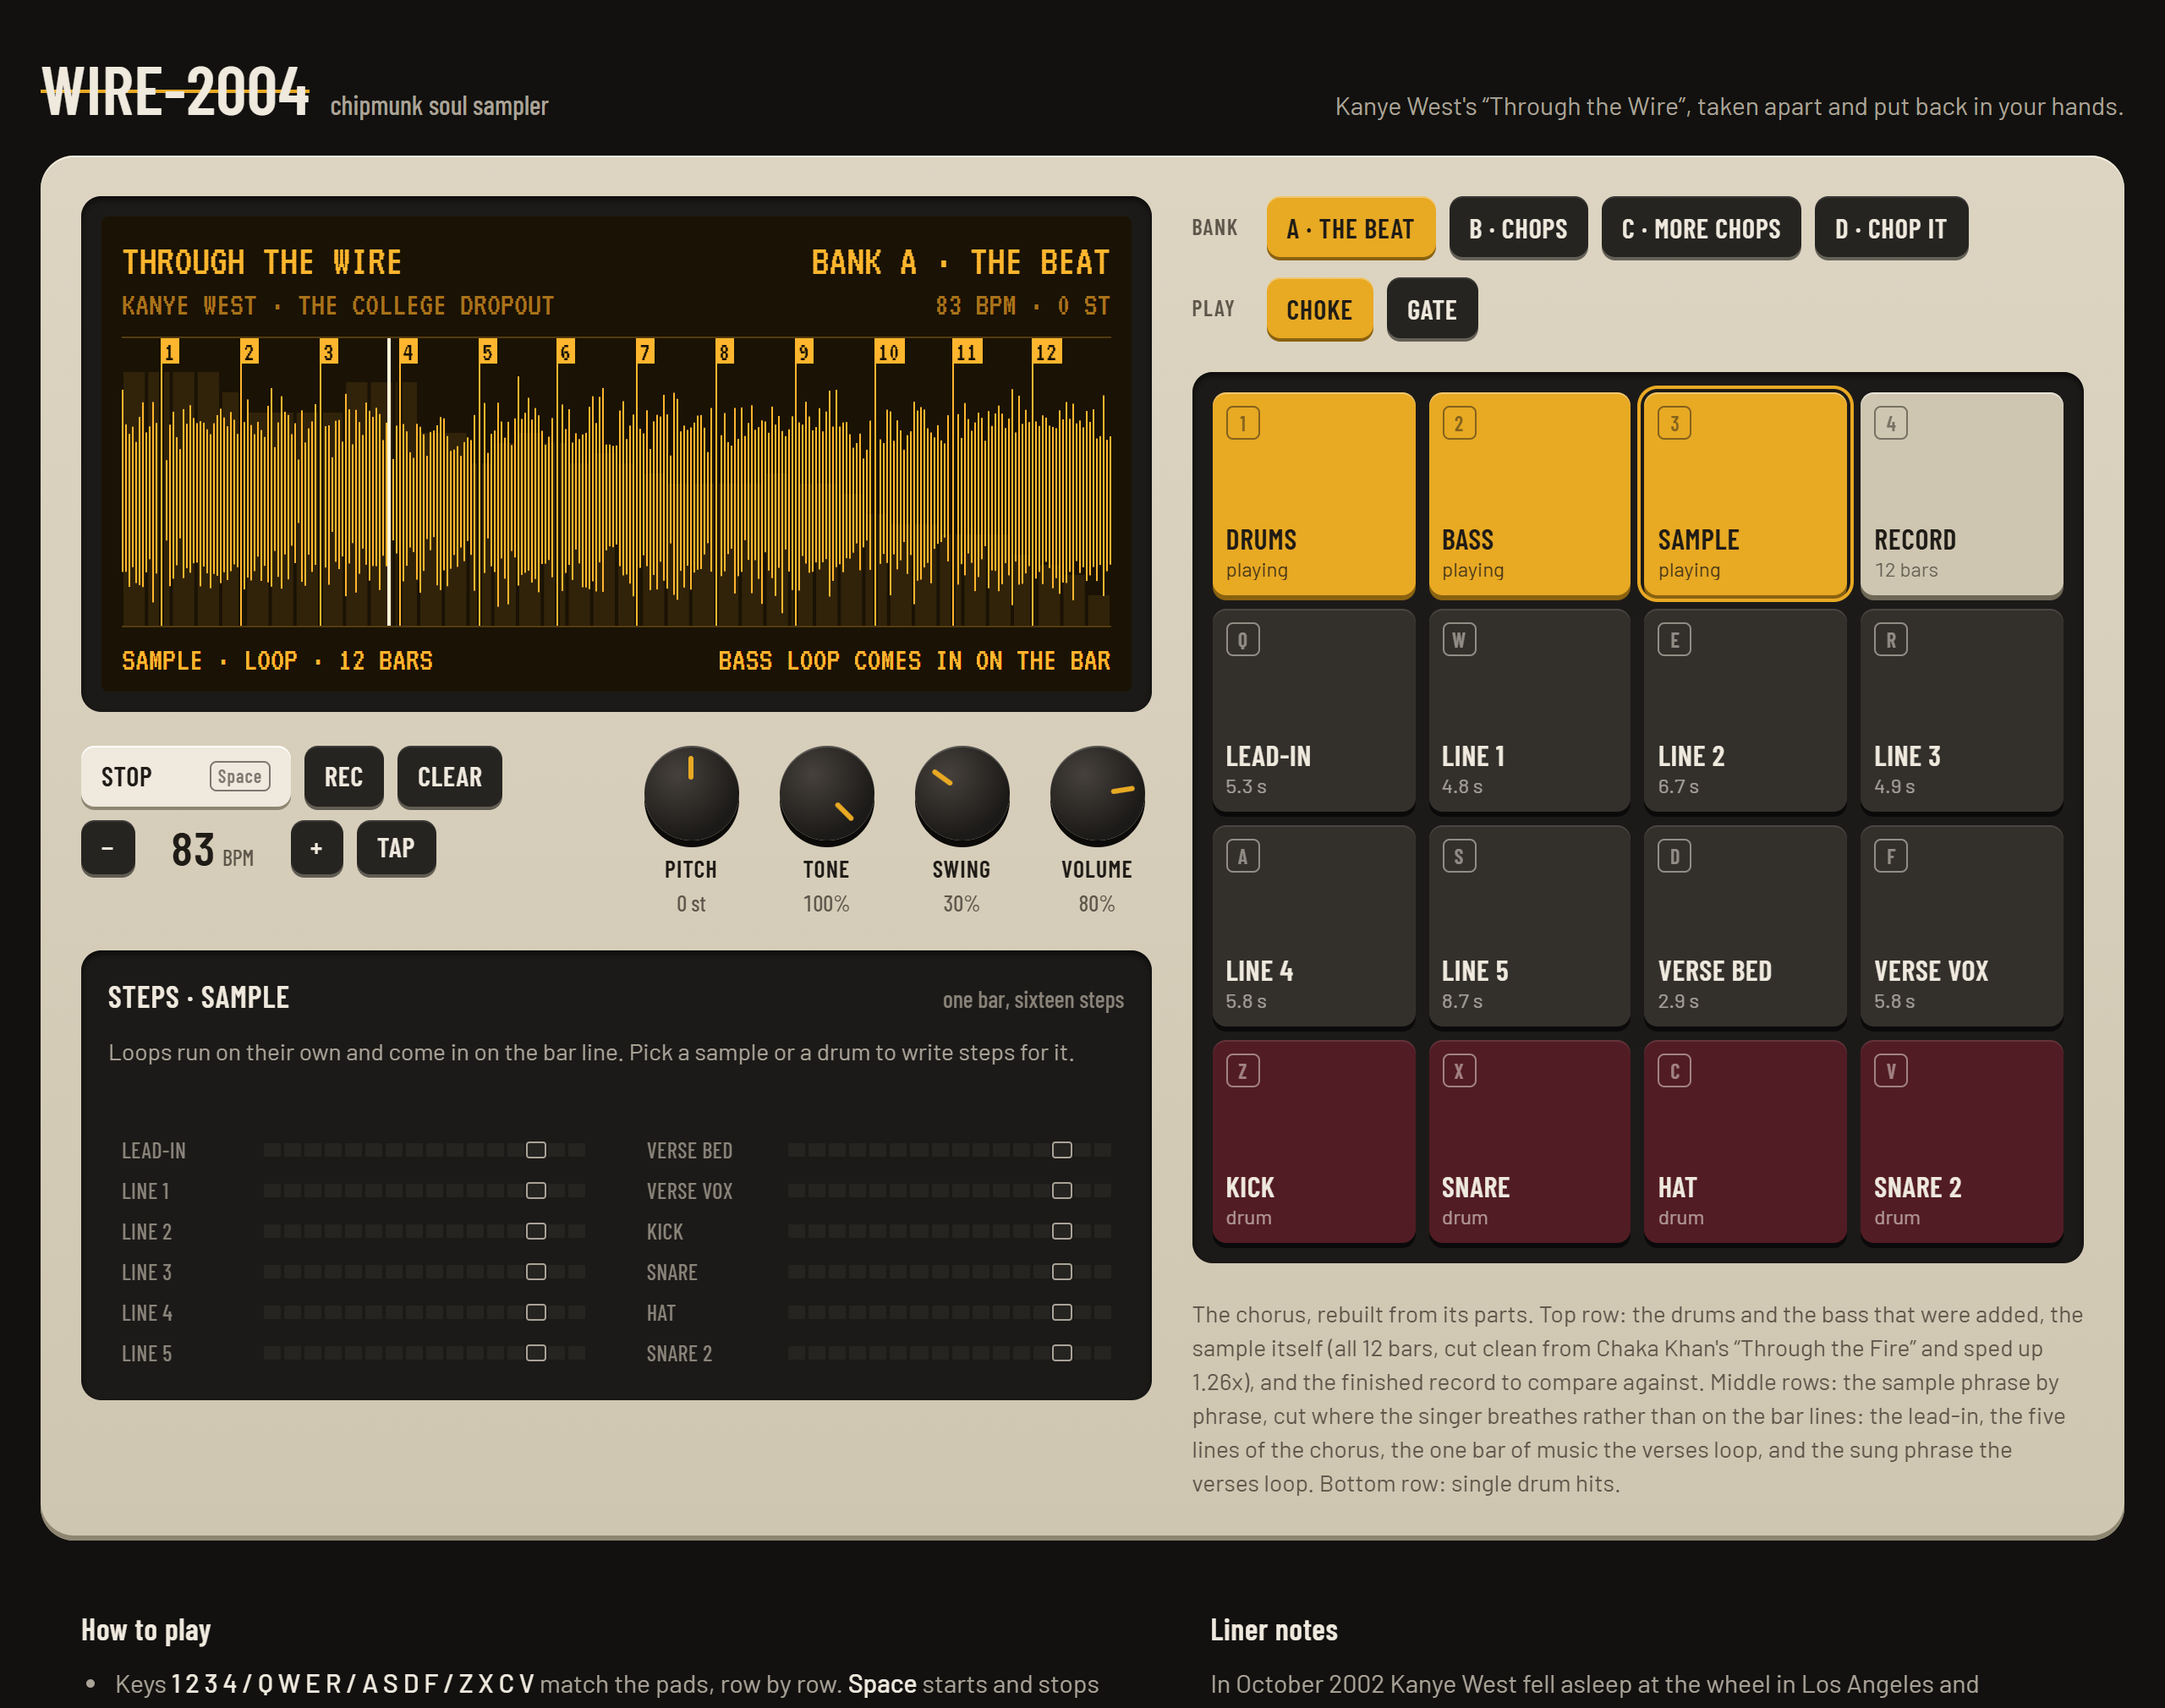 WIRE-2004 chipmunk soul sampler
Kanye West's “Through the Wire”, taken apart and put back in your hands.
THROUGH THE WIRE
BANK A · THE BEAT
KANYE WEST · THE COLLEGE DROPOUT
83 BPM · 0 ST
1 2 3 4 5 6 7 8 9 10 11 12
SAMPLE · LOOP · 12 BARS
BASS LOOP COMES IN ON THE BAR
STOP Space REC CLEAR
– 83 BPM + TAP
PITCH TONE SWING VOLUME
0 st 100% 30% 80%
STEPS · SAMPLE
one bar, sixteen steps
Loops run on their own and come in on the bar line. Pick a sample or a drum to write steps for it.
LEAD-IN
LINE 1
LINE 2
LINE 3
LINE 4
LINE 5
VERSE BED
VERSE VOX
KICK
SNARE
HAT
SNARE 2
BANK A · THE BEAT B · CHOPS C · MORE CHOPS D · CHOP IT
PLAY CHOKE GATE
1 2 3 4
DRUMS BASS SAMPLE RECORD
playing playing playing 12 bars
Q W E R
LEAD-IN LINE 1 LINE 2 LINE 3
5.3 s 4.8 s 6.7 s 4.9 s
A S D F
LINE 4 LINE 5 VERSE BED VERSE VOX
5.8 s 8.7 s 2.9 s 5.8 s
Z X C V
KICK SNARE HAT SNARE 2
drum drum drum drum
The chorus, rebuilt from its parts. Top row: the drums and the bass that were added, the
sample itself (all 12 bars, cut clean from Chaka Khan's “Through the Fire” and sped up
1.26x), and the finished record to compare against. Middle rows: the sample phrase by
phrase, cut where the singer breathes rather than on the bar lines: the lead-in, the five
lines of the chorus, the one bar of music the verses loop, and the sung phrase the
verses loop. Bottom row: single drum hits.
How to play
• Keys 1 2 3 4 / Q W E R / A S D F / Z X C V match the pads, row by row. Space starts and stops
Liner notes
In October 2002 Kanye West fell asleep at the wheel in Los Angeles and